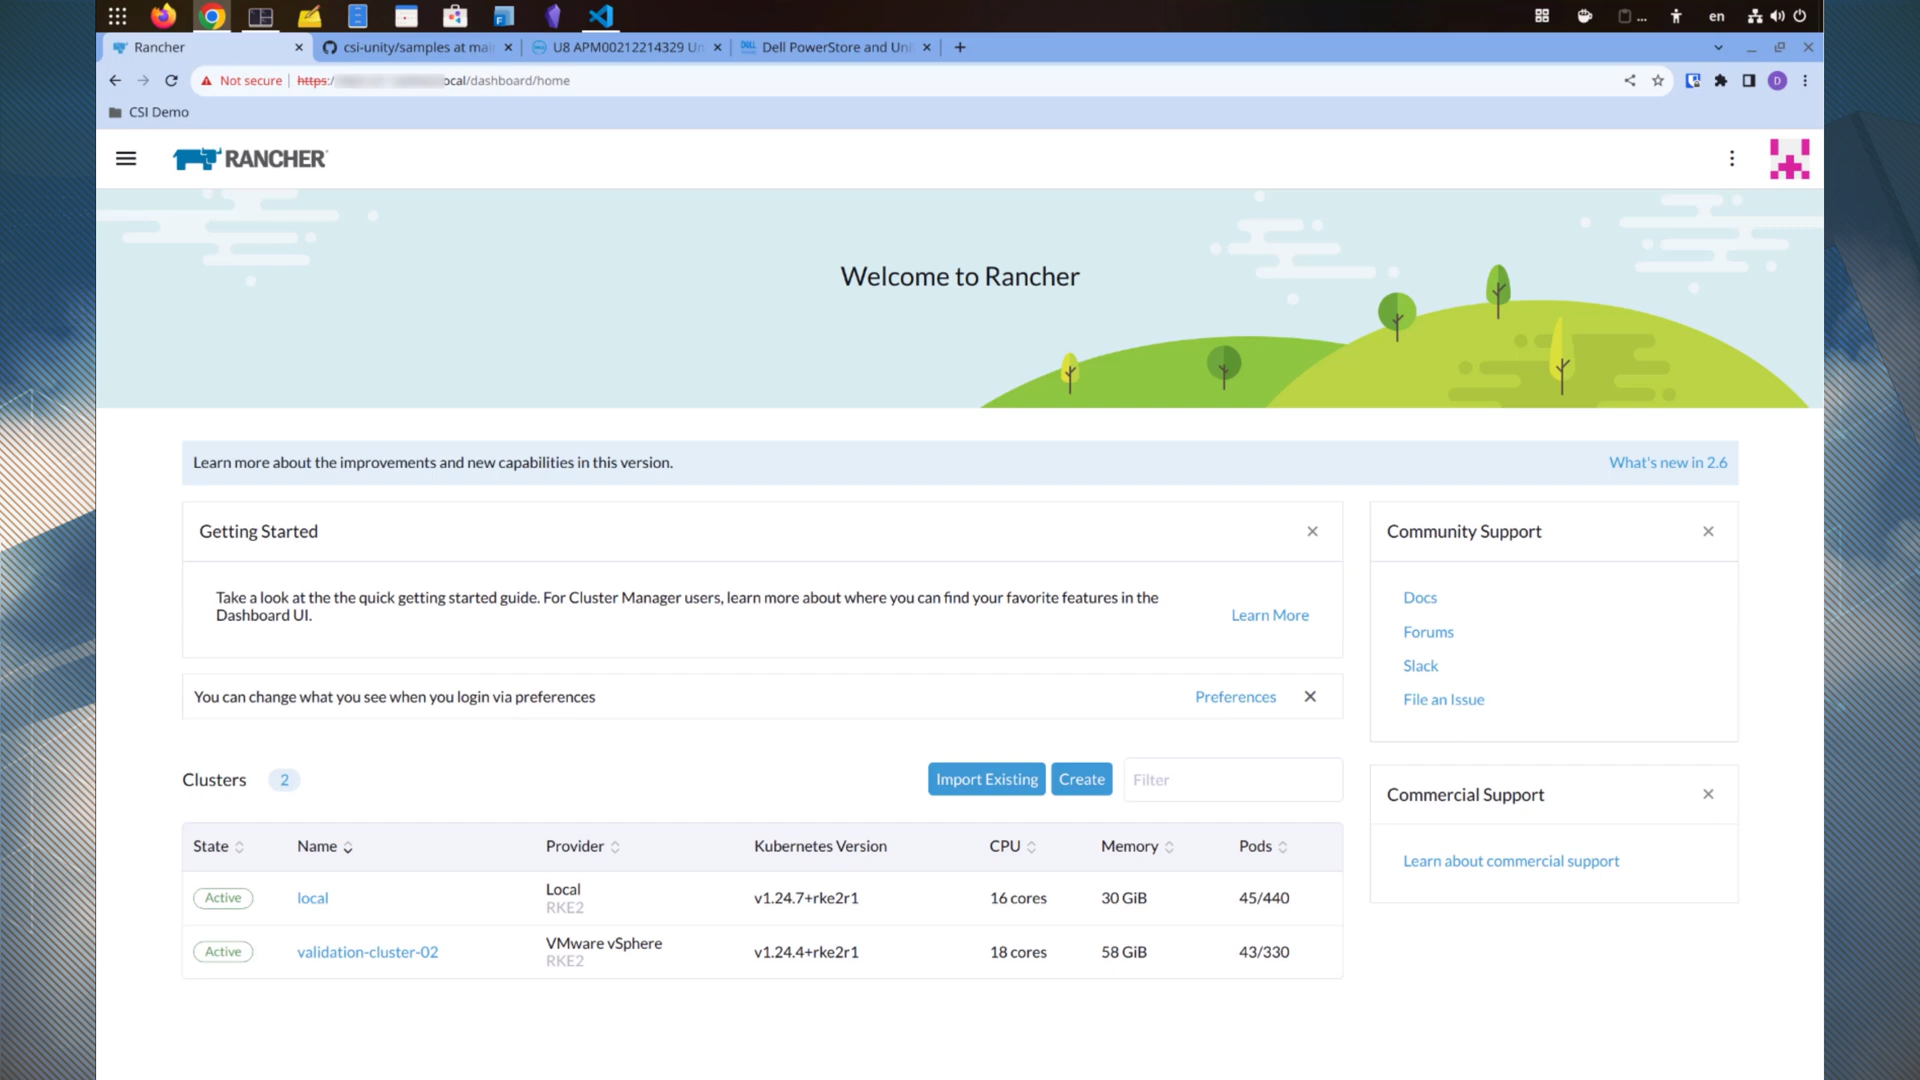 en
Rancher
csi-unity/samples at mai
U8 APM00212214329 Un
Dell PowerStore and Uni
Not secure
https:/
ocal/dashboard/home
D
CSI Demo
RANCHER
Welcome to Rancher
Learn more about the improvements and new capabilities in this version.
What's new in 2.6
Getting Started
Take a look at the the quick getting started guide. For Cluster Manager users, learn more about where you can find your favorite features in the
Dashboard UI.
Learn More
You can change what you see when you login via preferences
Preferences
Community Support
Docs
Forums
Slack
File an Issue
Clusters 2
Import Existing
Create
Filter
Commercial Support
Learn about commercial support
State Name Provider Kubernetes Version CPU Memory Pods
Active local Local v1.24.7+rke2r1 16 cores 30 GiB 45/440
RKE2
Active validation-cluster-02 VMware vSphere v1.24.4+rke2r1 18 cores 58 GiB 43/330
RKE2